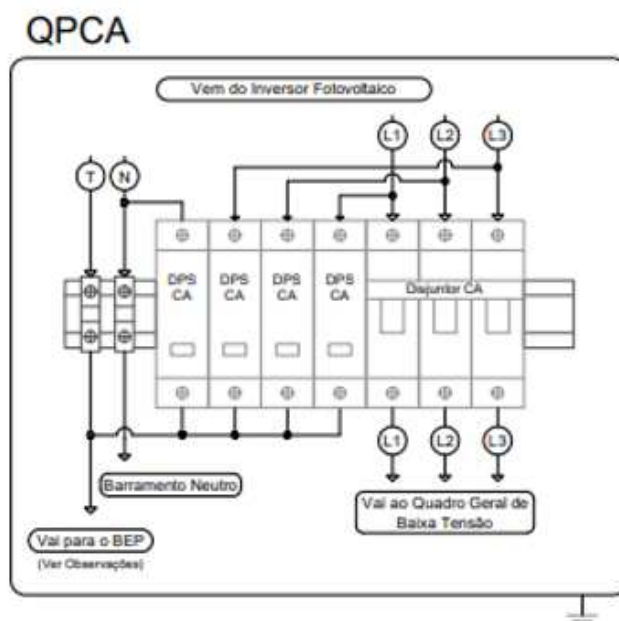 QPCA
Vem do Inversor Fotovoltaico
L1 L2 L3
T N
DPS CA DPS CA DPS CA DPS CA
Disjuntor CA
L1 L2 L3
Barramento Neutro
Vai ao Quadro Geral de
Baixa Tensão
Vai para o BEP
(Ver Observações)